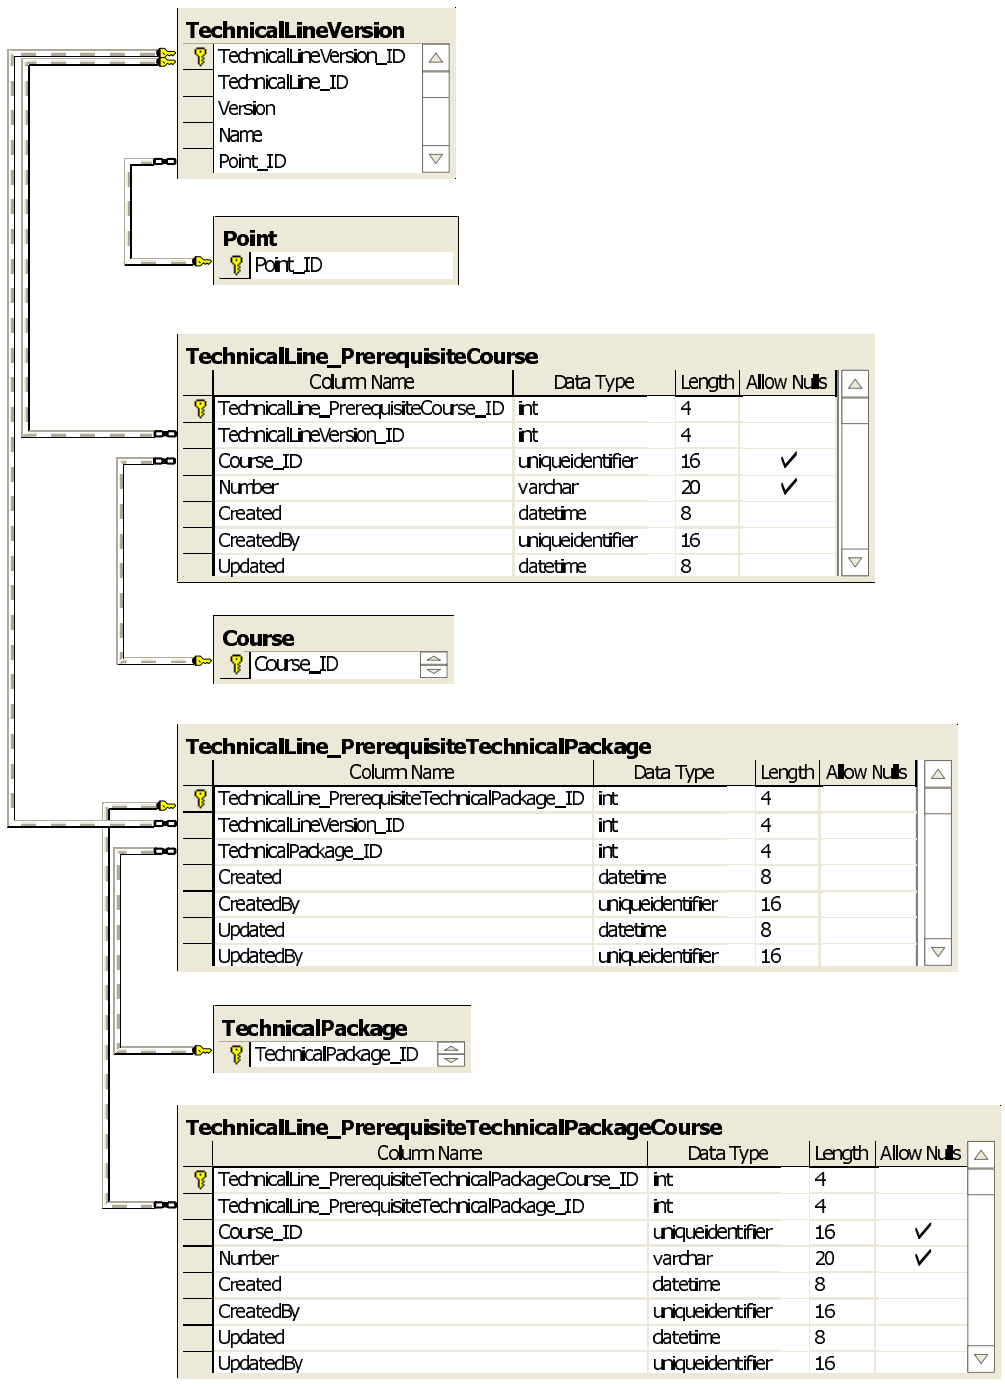 TechnicalLineVersion
TechnicalLineVersion_ID
TechnicalLine_ID
Version
Name
Point_ID
Point
Point_ID
TechnicalLine_PrerequisiteCourse
Column Name Data Type Length Allow Nulls
TechnicalLine_PrerequisiteCourse_ID int 4
TechnicalLineVersion_ID int 4
Course_ID uniqueidentifier 16
Number varchar 20
Created datetime 8
CreatedBy uniqueidentifier 16
Updated datetime 8
Course
Course_ID
TechnicalLine_PrerequisiteTechnicalPackage
Column Name Data Type Length Allow Nulls
TechnicalLine_PrerequisiteTechnicalPackage_ID int 4
TechnicalLineVersion_ID int 4
TechnicalPackage_ID int 4
Created datetime 8
CreatedBy uniqueidentifier 16
Updated datetime 8
UpdatedBy uniqueidentifier 16
TechnicalPackage
TechnicalPackage_ID
TechnicalLine_PrerequisiteTechnicalPackageCourse
Column Name Data Type Length Allow Nulls
TechnicalLine_PrerequisiteTechnicalPackageCourse_ID int 4
TechnicalLine_PrerequisiteTechnicalPackage_ID int 4
Course_ID uniqueidentifier 16
Number varchar 20
Created datetime 8
CreatedBy uniqueidentifier 16
Updated datetime 8
UpdatedBy uniqueidentifier 16